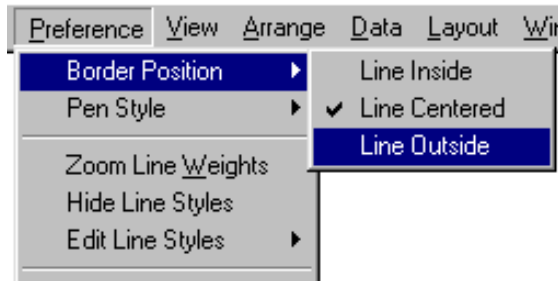 Preference View Arrange Data Layout
Border Position
Pen Style
Zoom Line Weights
Hide Line Styles
Edit Line Styles
Line Inside
Line Centered
Line Outside